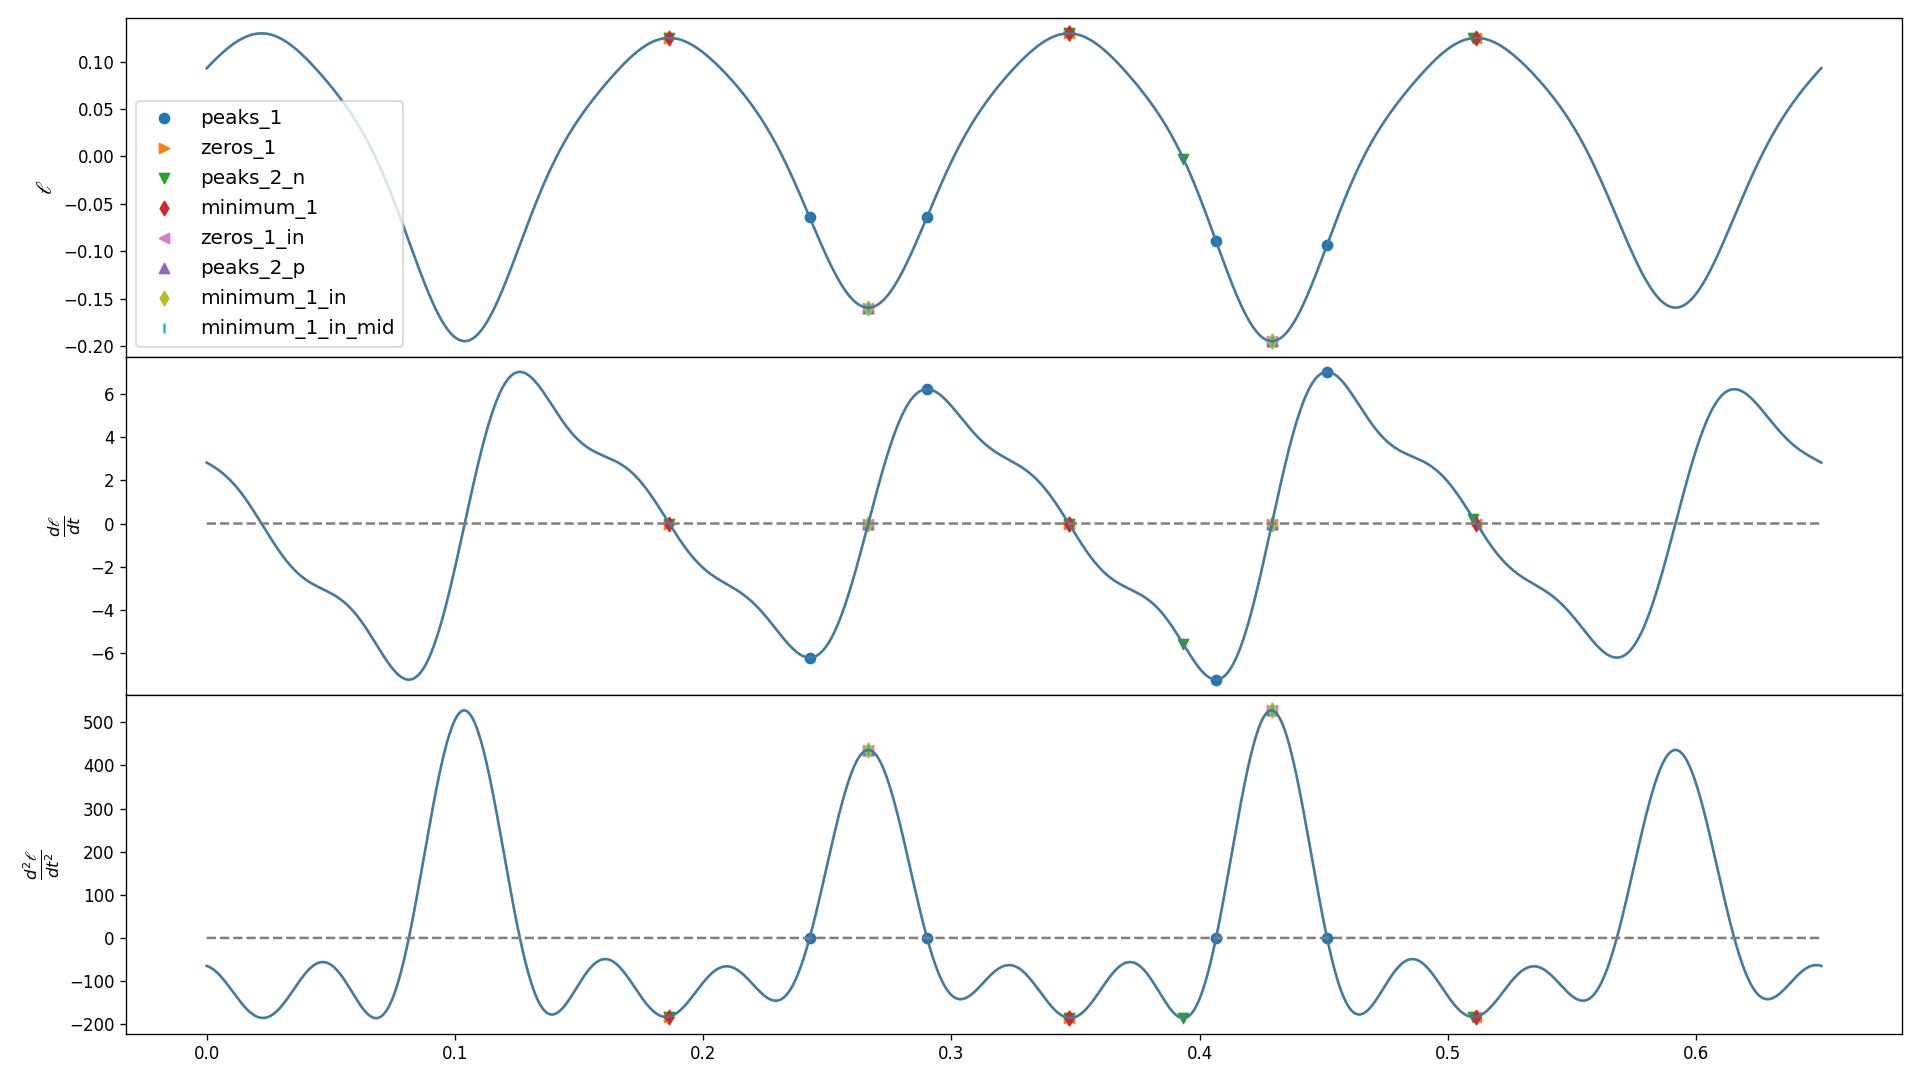 0.10
0.05
0.00
−0.05
−0.10
−0.15
−0.20
ℓ
peaks_1
zeros_1
peaks_2_n
minimum_1
zeros_1_in
peaks_2_p
minimum_1_in
minimum_1_in_mid
6
4
2
0
−2
−4
−6
dℓ
dt
500
400
300
200
100
0
−100
−200
d²ℓ
dt²
0.0 0.1 0.2 0.3 0.4 0.5 0.6